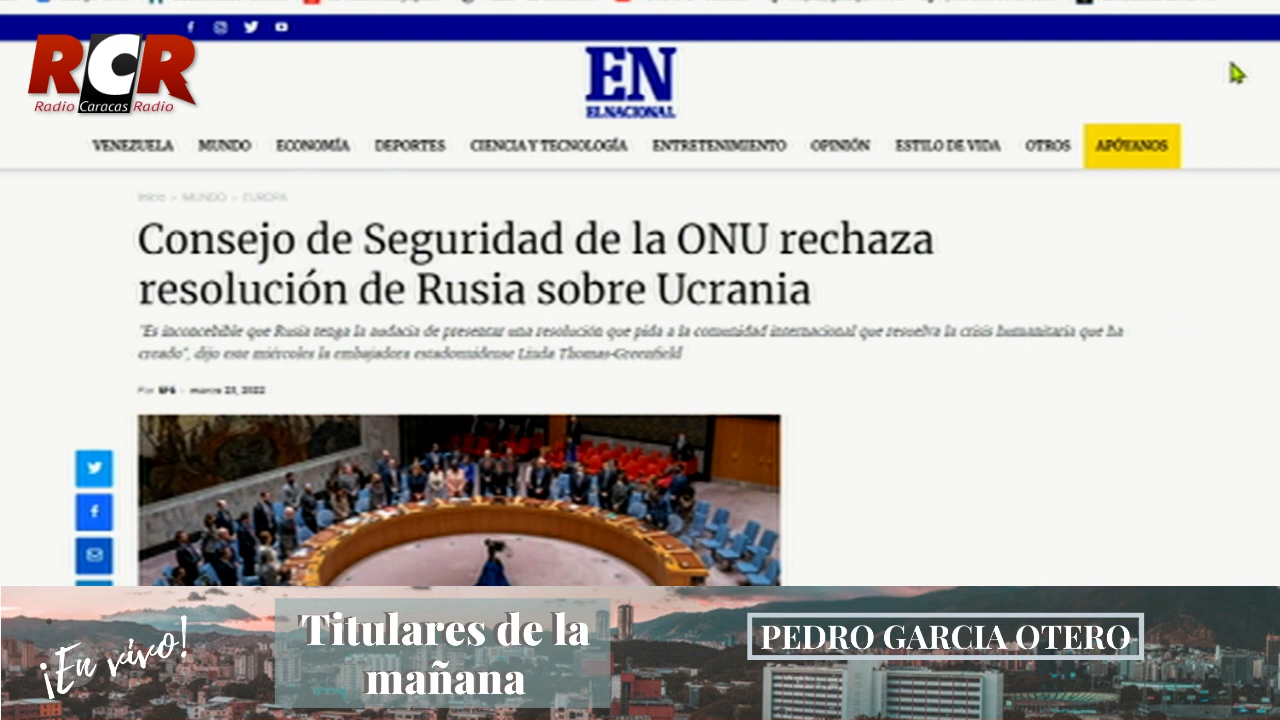 RCR
Radio Caracas Radio
EN
EL NACIONAL
VENEZUELA MUNDO ECONOMÍA DEPORTES CIENCIA Y TECNOLOGÍA ENTRETENIMIENTO OPINIÓN ESTILO DE VIDA OTROS APÓYANOS
Inicio > MUNDO > EUROPA
Consejo de Seguridad de la ONU rechaza
resolución de Rusia sobre Ucrania
"Es inconcebible que Rusia tenga la audacia de presentar una resolución que pida a la comunidad internacional que resuelva la crisis humanitaria que ha
creado", dijo este miércoles la embajadora estadounidense Linda Thomas-Greenfield
Por EFE - marzo 23, 2022
¡En vivo!
Titulares de la
mañana
PEDRO GARCIA OTERO